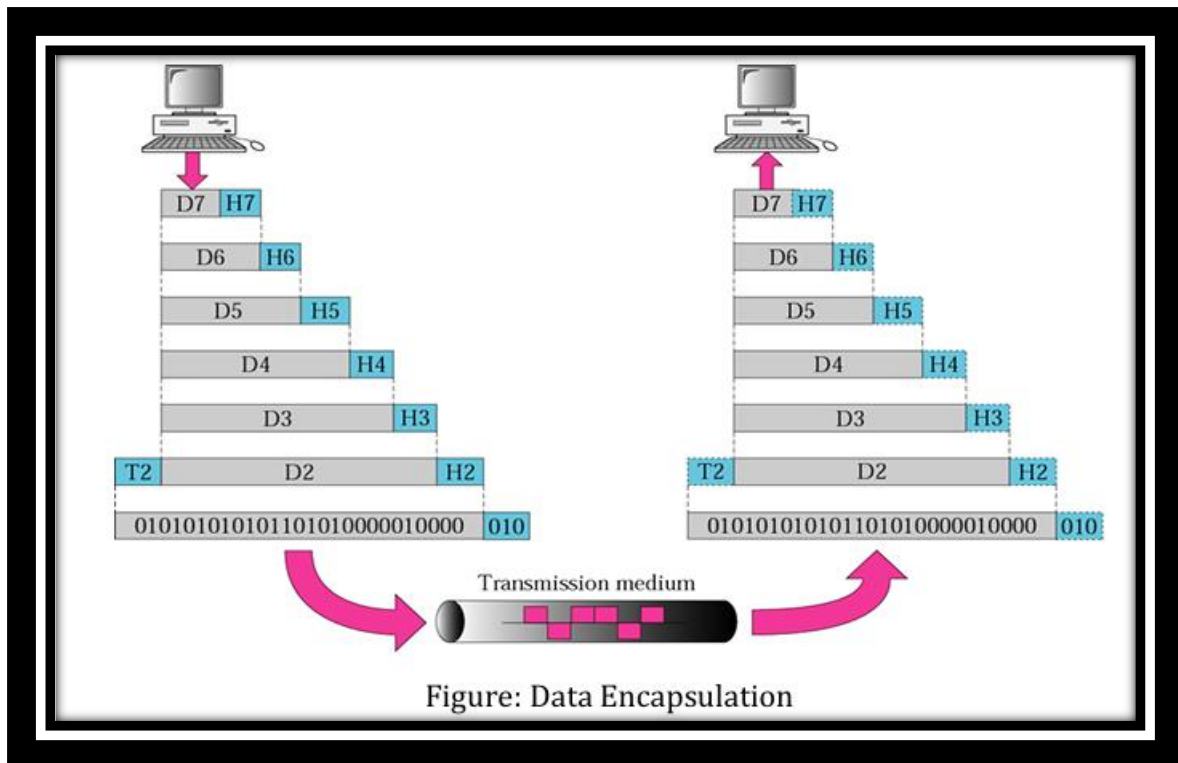 D7 H7 D7 H7
D6 H6 D6 H6
D5 H5 D5 H5
D4 H4 D4 H4
D3 H3 D3 H3
T2 D2 H2 T2 D2 H2
010101010101101010000010000 010 010101010101101010000010000 010
Transmission medium
Figure: Data Encapsulation